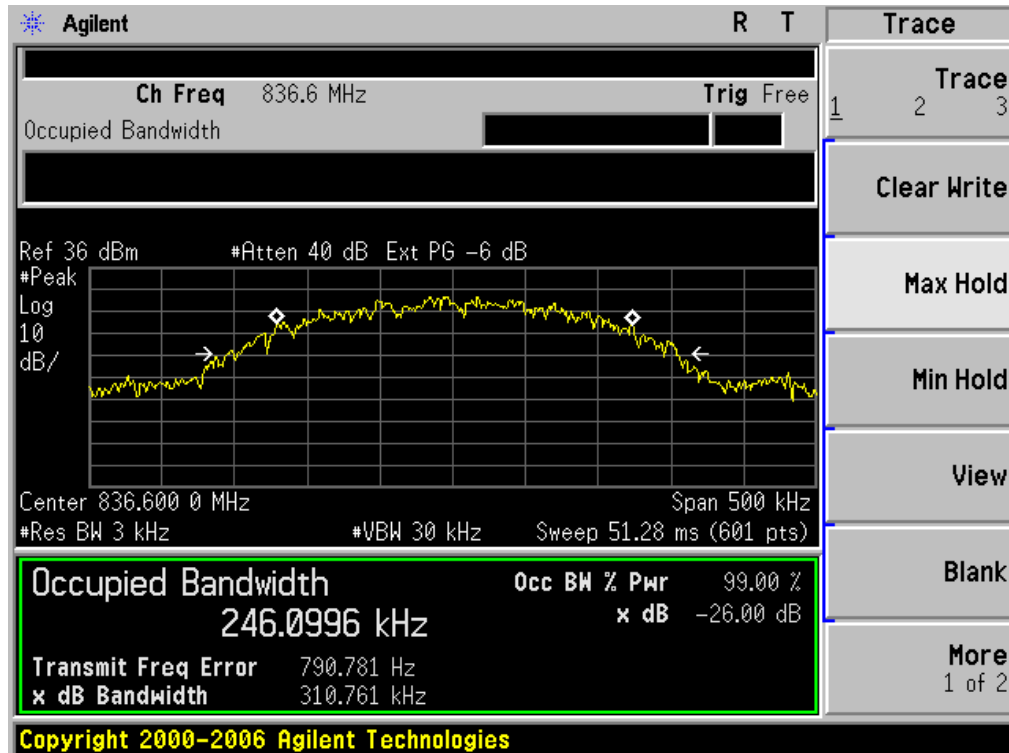 Agilent R T Trace
Ch Freq 836.6 MHz Trig Free
Occupied Bandwidth
Trace
1 2 3
Clear Write
Max Hold
Min Hold
View
Blank
More
1 of 2
Ref 36 dBm #Atten 40 dB Ext PG -6 dB
#Peak
Log
10
dB/
Center 836.600 0 MHz Span 500 kHz
#Res BW 3 kHz #VBW 30 kHz Sweep 51.28 ms (601 pts)
Occupied Bandwidth Occ BW % Pwr 99.00 %
246.0996 kHz x dB -26.00 dB
Transmit Freq Error 790.781 Hz
x dB Bandwidth 310.761 kHz
Copyright 2000-2006 Agilent Technologies